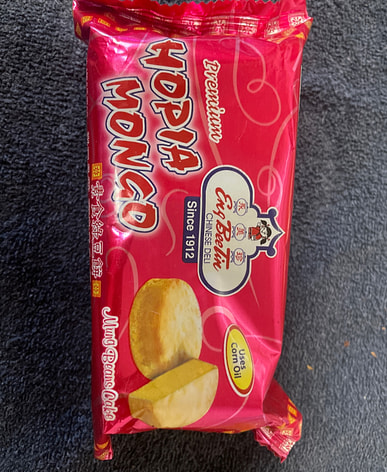 Premium
HOPIA
MONGO
Eng Bee Tin
CHINESE DELI
Since 1912
Uses
Corn Oil
Mung Beans Cake